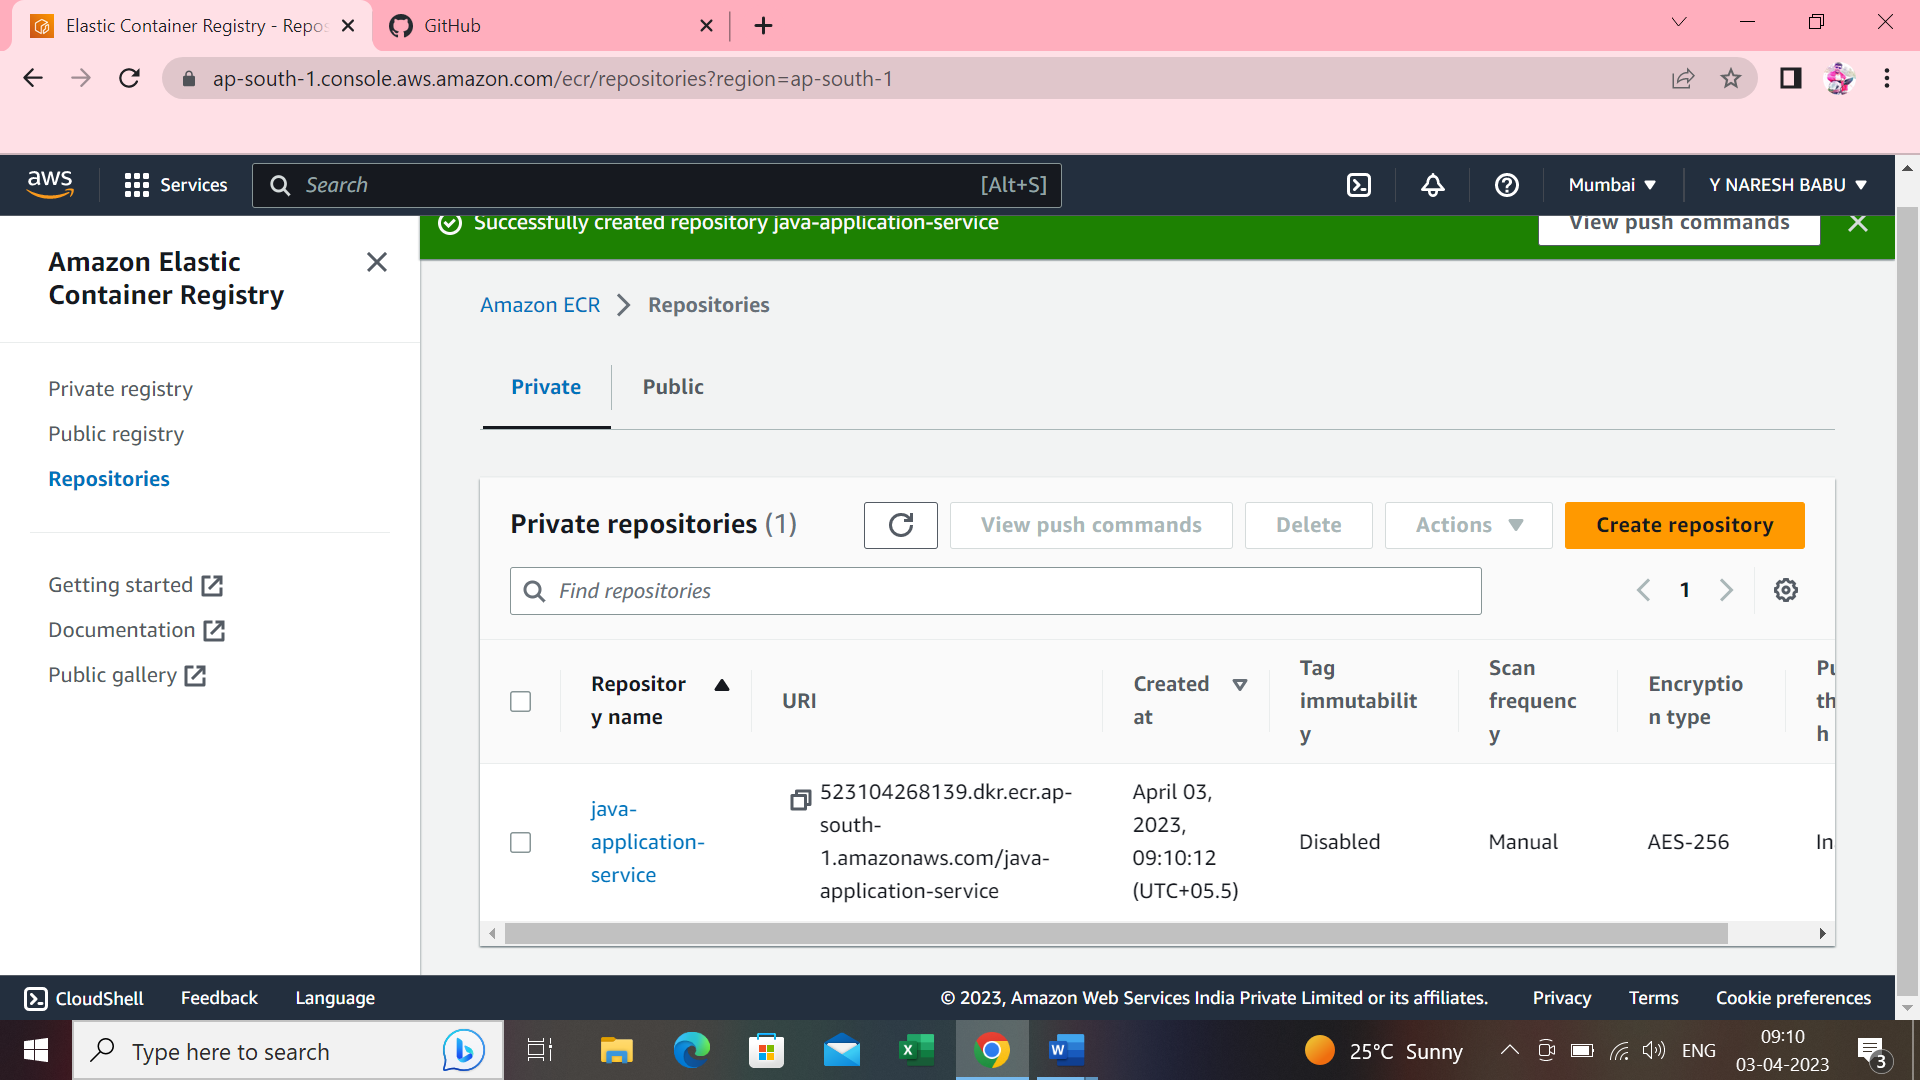 Elastic Container Registry - Repos
GitHub
ap-south-1.console.aws.amazon.com/ecr/repositories?region=ap-south-1
aws
Services
Search
[Alt+S]
Mumbai
Y NARESH BABU
Successfully created repository java-application-service
View push commands
Amazon Elastic
Container Registry
Private registry
Public registry
Repositories
Getting started
Documentation
Public gallery
Amazon ECR
Repositories
Private
Public
Private repositories (1)
View push commands
Delete
Actions
Create repository
Find repositories
1
Repositor
y name
URI
Created
at
Tag
immutabilit
y
Scan
frequenc
y
Encryptio
n type
Pu
th
h
java-
application-
service
523104268139.dkr.ecr.ap-
south-
1.amazonaws.com/java-
application-service
April 03,
2023,
09:10:12
(UTC+05.5)
Disabled
Manual
AES-256
In
CloudShell
Feedback
Language
© 2023, Amazon Web Services India Private Limited or its affiliates.
Privacy
Terms
Cookie preferences
Type here to search
25°C Sunny
ENG
09:10
03-04-2023
3